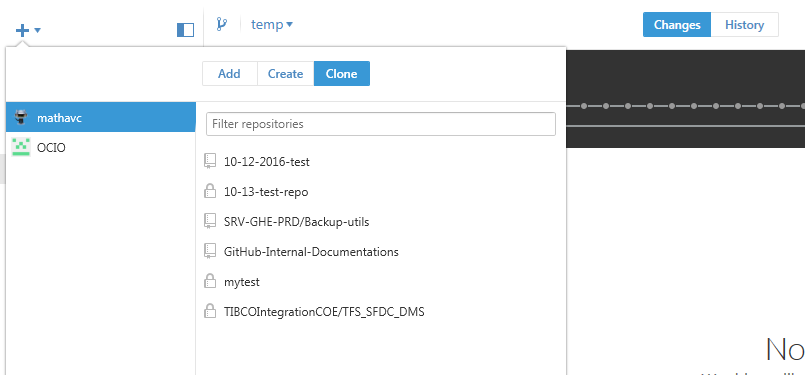 temp
Changes
History
Add
Create
Clone
mathavc
OCIO
Filter repositories
10-12-2016-test
10-13-test-repo
SRV-GHE-PRD/Backup-utils
GitHub-Internal-Documentations
mytest
TIBCOIntegrationCOE/TFS_SFDC_DMS
No